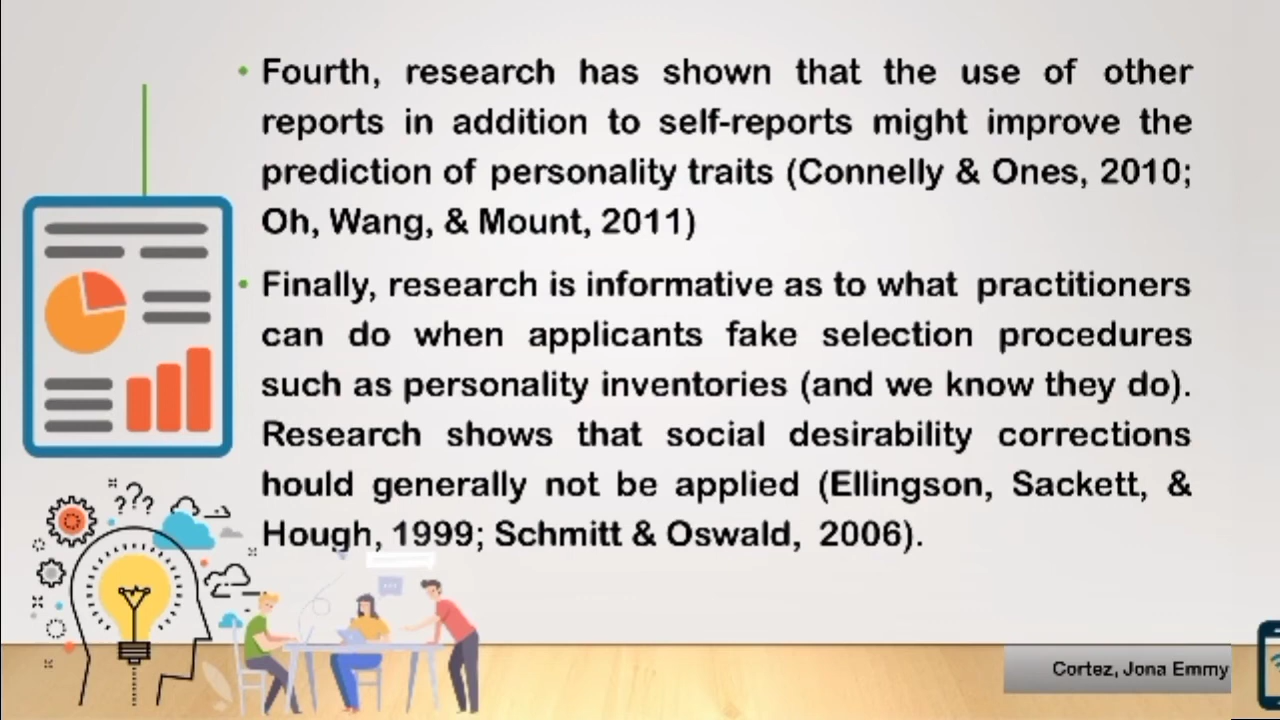 • Fourth, research has shown that the use of other
reports in addition to self-reports might improve the
prediction of personality traits (Connelly & Ones, 2010;
Oh, Wang, & Mount, 2011)
• Finally, research is informative as to what practitioners
can do when applicants fake selection procedures
such as personality inventories (and we know they do).
Research shows that social desirability corrections
hould generally not be applied (Ellingson, Sackett, &
Hough, 1999; Schmitt & Oswald, 2006).
???
Cortez, Jona Emmy